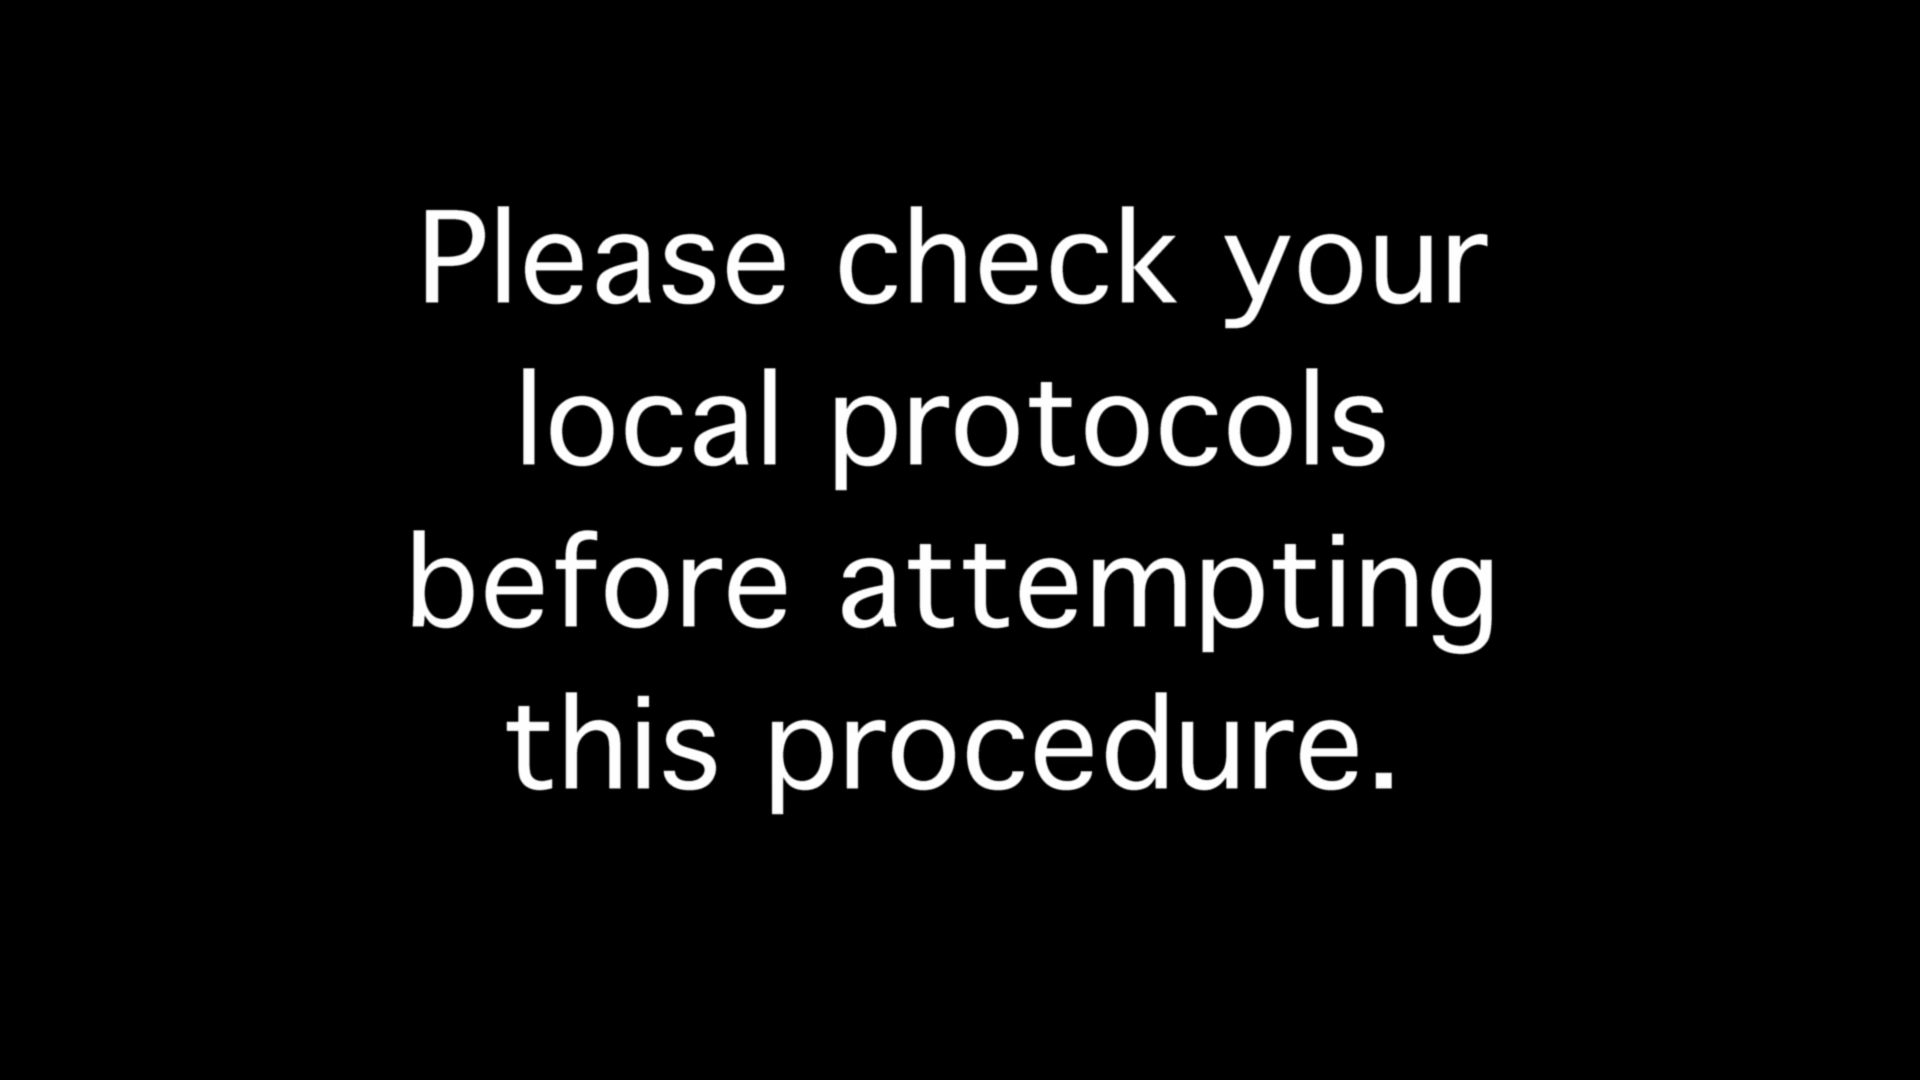 Please check your
local protocols
before attempting
this procedure.